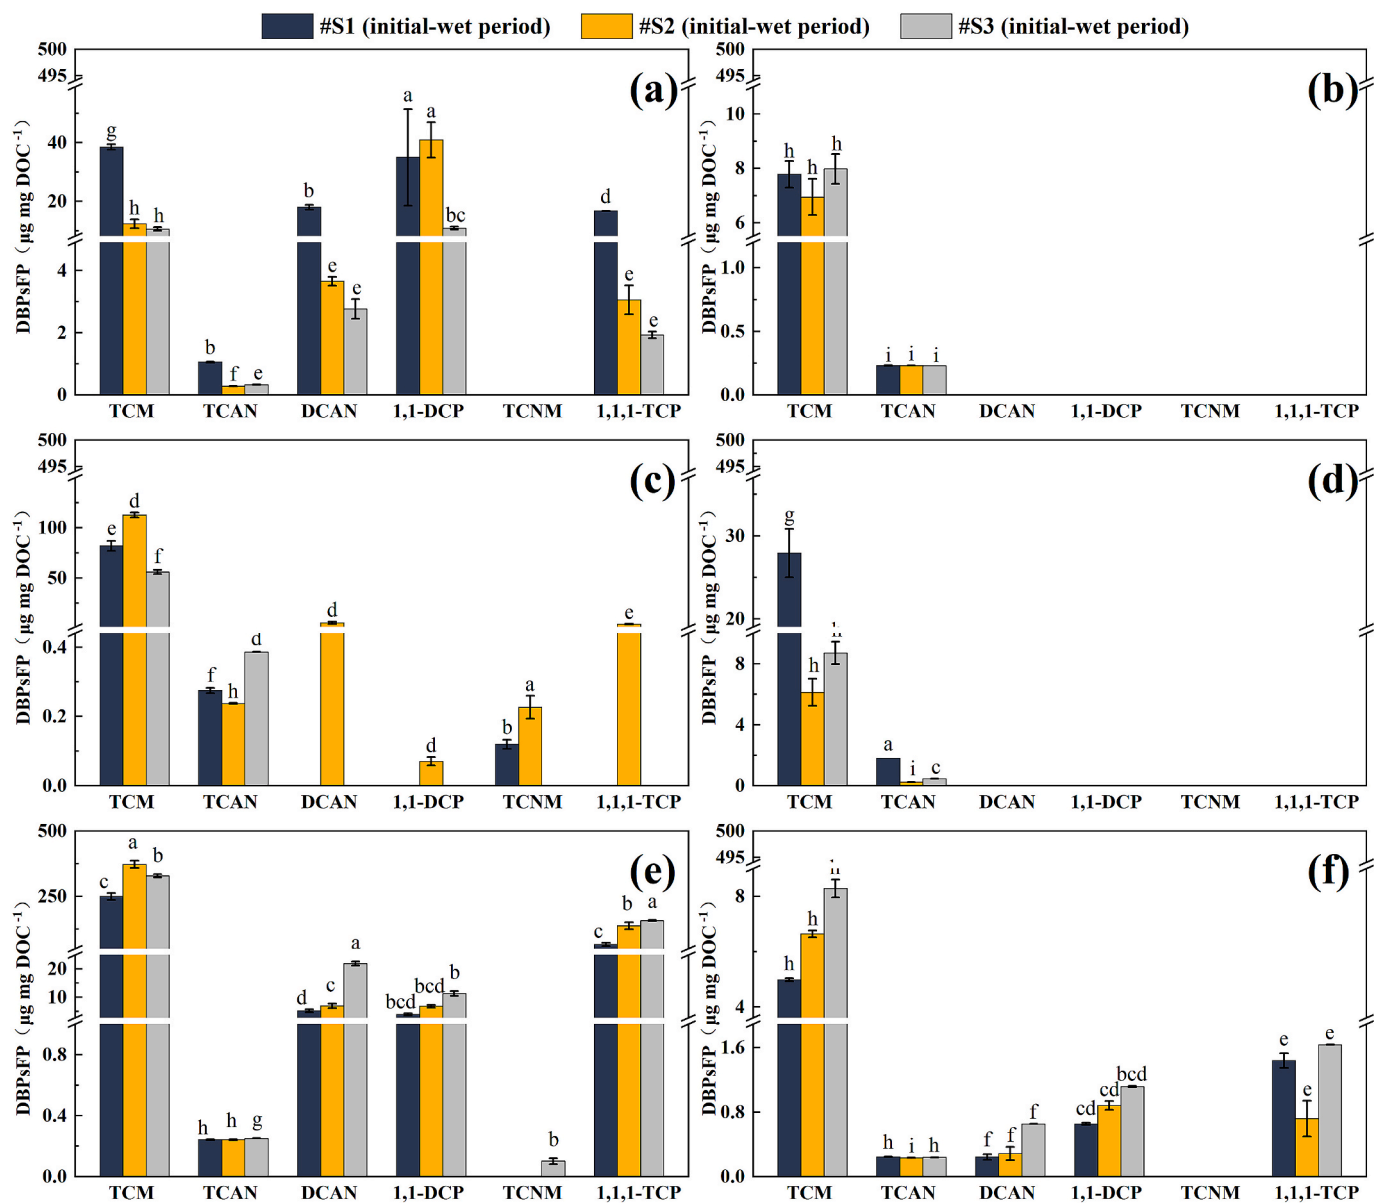 #S1 (initial-wet period) #S2 (initial-wet period) #S3 (initial-wet period)
(a)
DBPsFP（μg mg DOC⁻¹）
500
495
40
20
4
2
0
g h h b f e b e e a a bc d e e
TCM TCAN DCAN 1,1-DCP TCNM 1,1,1-TCP
(b)
DBPsFP（μg mg DOC⁻¹）
500
495
10
8
6
1.0
0.5
0.0
h h h i i i
TCM TCAN DCAN 1,1-DCP TCNM 1,1,1-TCP
(c)
DBPsFP（μg mg DOC⁻¹）
500
495
100
50
0.4
0.2
0.0
e d f f h d d d b a e
TCM TCAN DCAN 1,1-DCP TCNM 1,1,1-TCP
(d)
DBPsFP（μg mg DOC⁻¹）
500
495
30
20
8
4
0
g h h a i c
TCM TCAN DCAN 1,1-DCP TCNM 1,1,1-TCP
(e)
DBPsFP（μg mg DOC⁻¹）
500
250
20
10
0.8
0.4
0.0
c a b h h g d c a bcd bcd b b c b a
TCM TCAN DCAN 1,1-DCP TCNM 1,1,1-TCP
(f)
DBPsFP（μg mg DOC⁻¹）
500
495
8
4
1.6
0.8
0.0
h h h h i h f f f cd cd bcd e e e
TCM TCAN DCAN 1,1-DCP TCNM 1,1,1-TCP